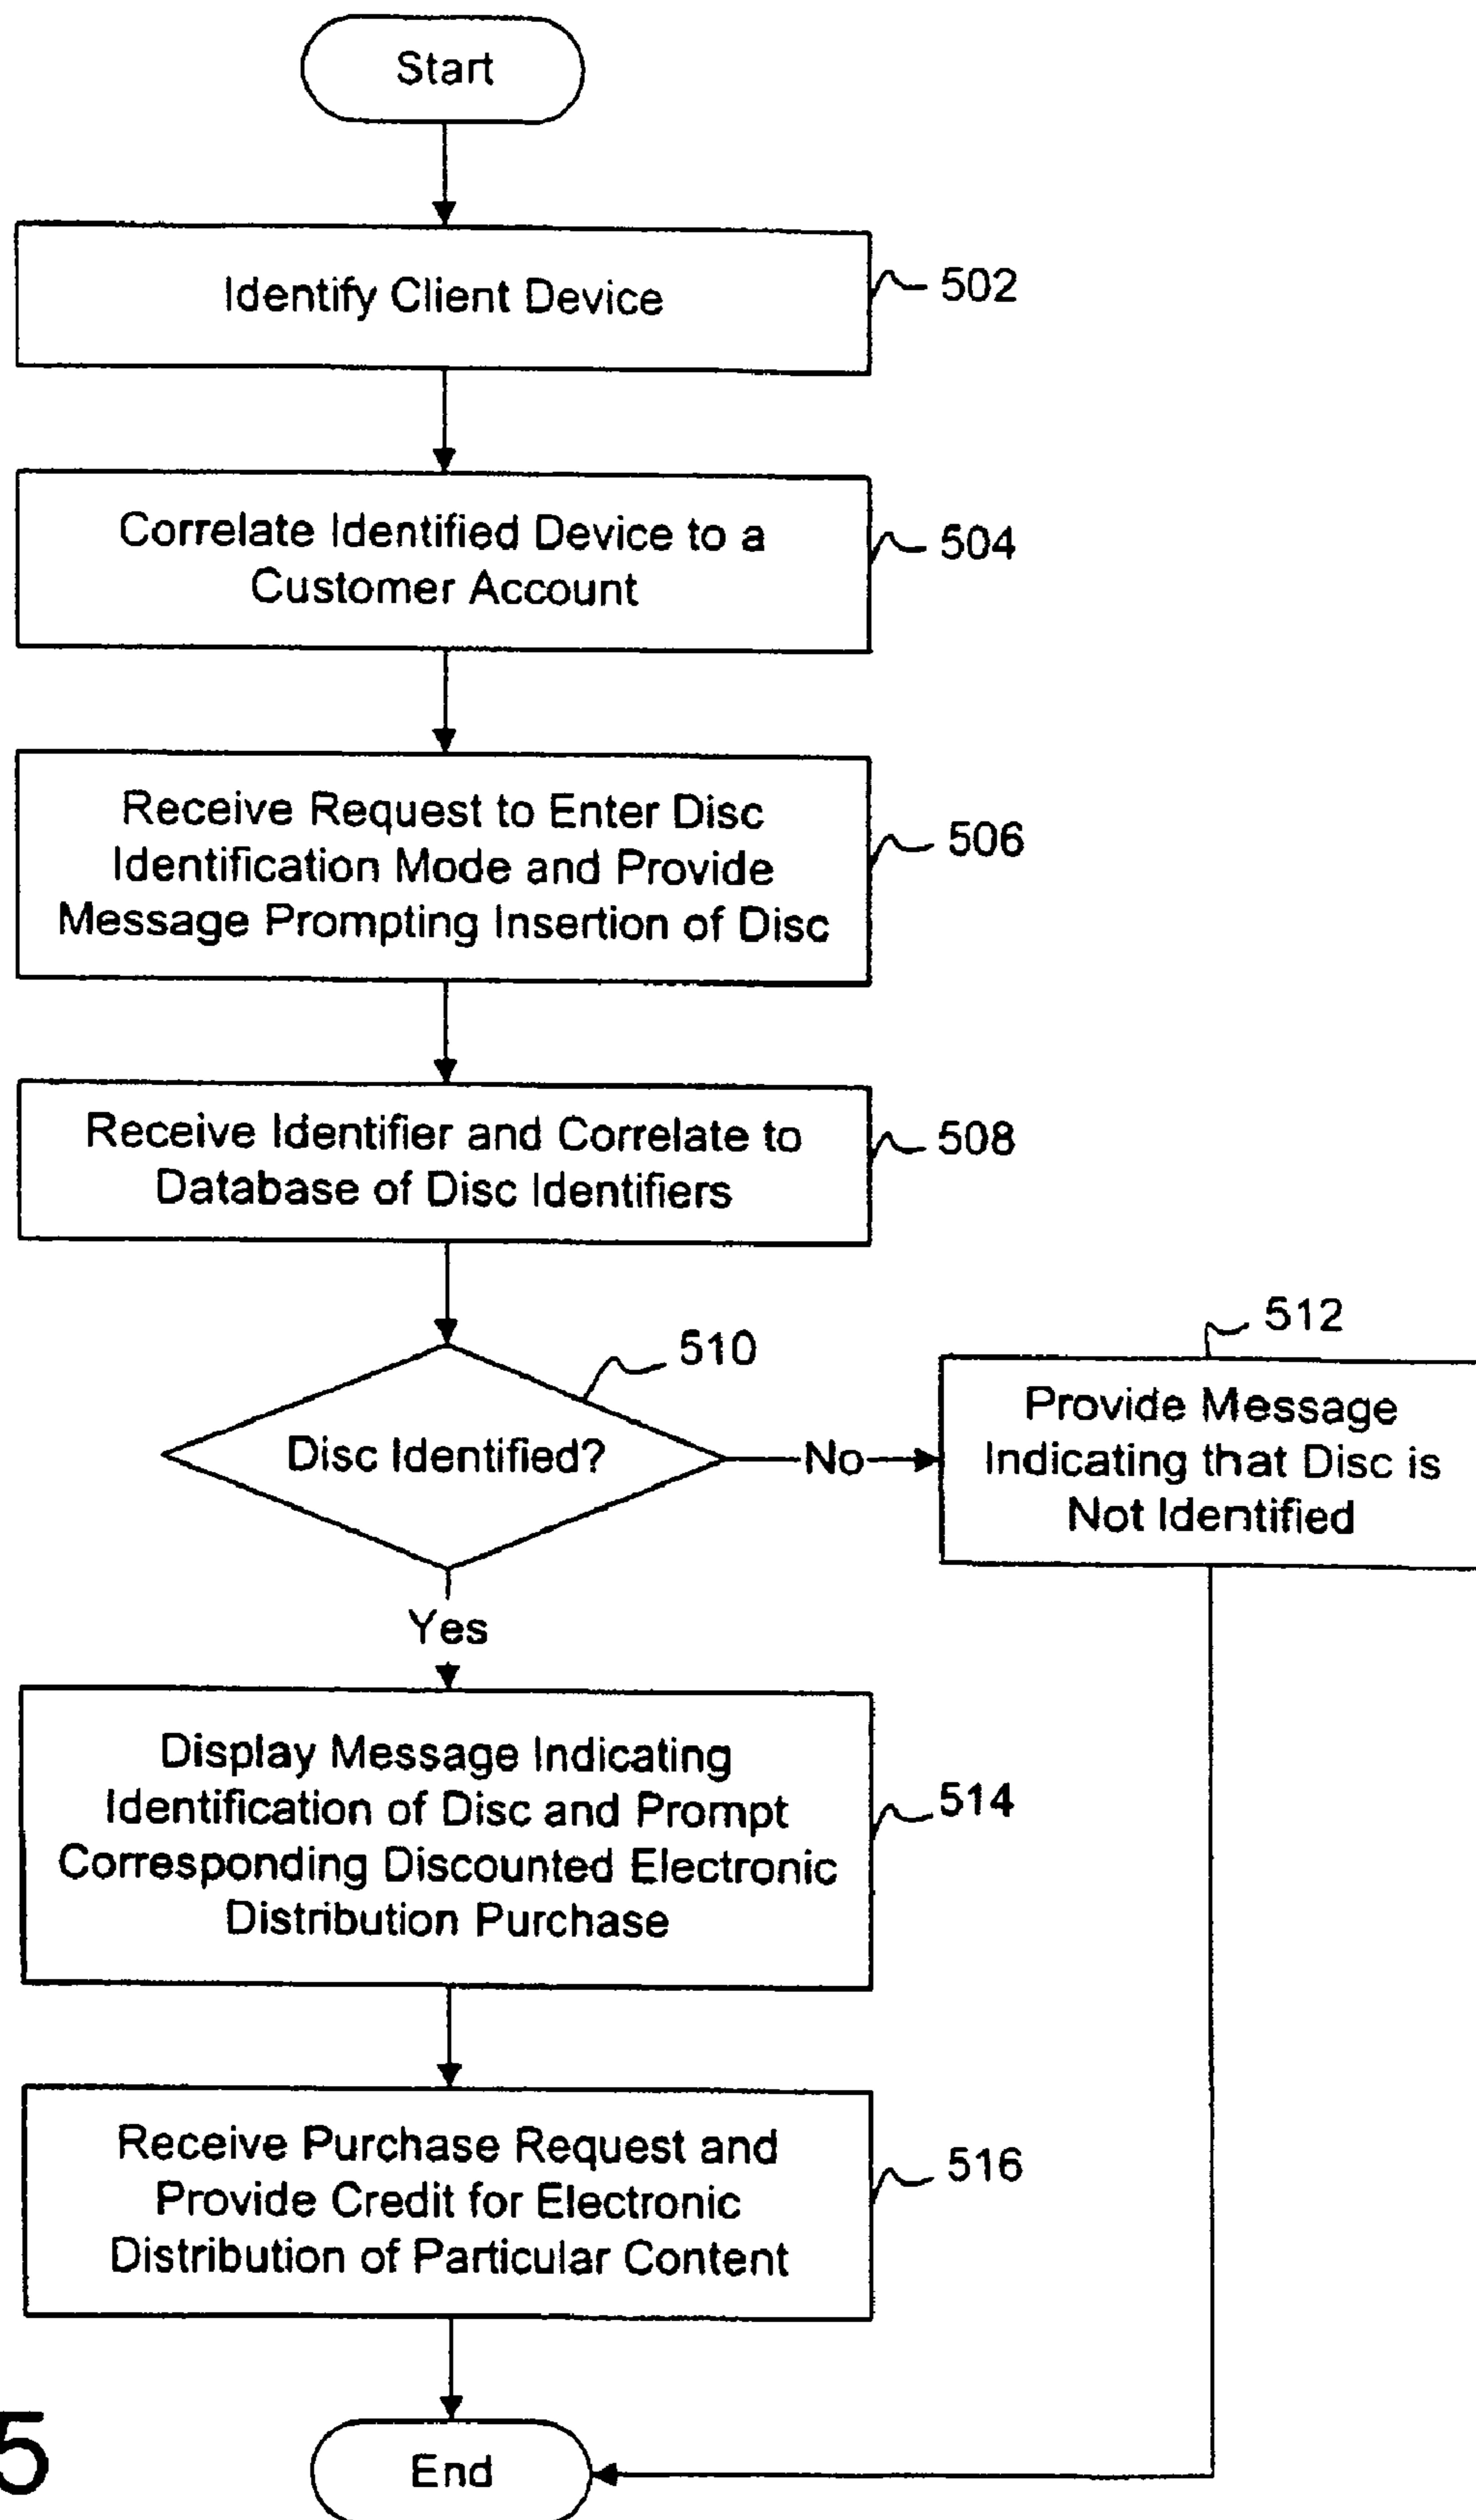 Start
Identify Client Device
502
Correlate Identified Device to a
Customer Account
504
Receive Request to Enter Disc
Identification Mode and Provide
Message Prompting Insertion of Disc
506
Receive Identifier and Correlate to
Database of Disc Identifiers
508
510
Disc Identified?
No
512
Provide Message
Indicating that Disc is
Not Identified
Yes
Display Message Indicating
Identification of Disc and Prompt
Corresponding Discounted Electronic
Distribution Purchase
514
Receive Purchase Request and
Provide Credit for Electronic
Distribution of Particular Content
516
End
5